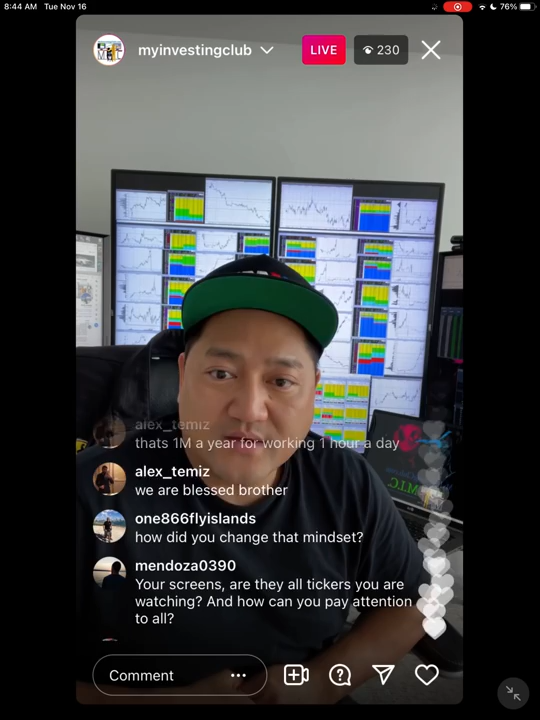 8:44 AM Tue Nov 16
76%
myinvestingclub
LIVE
230
alex_temiz
thats 1M a year for working 1 hour a day
alex_temiz
we are blessed brother
one866flyislands
how did you change that mindset?
mendoza0390
Your screens, are they all tickers you are
watching? And how can you pay attention
to all?
Comment